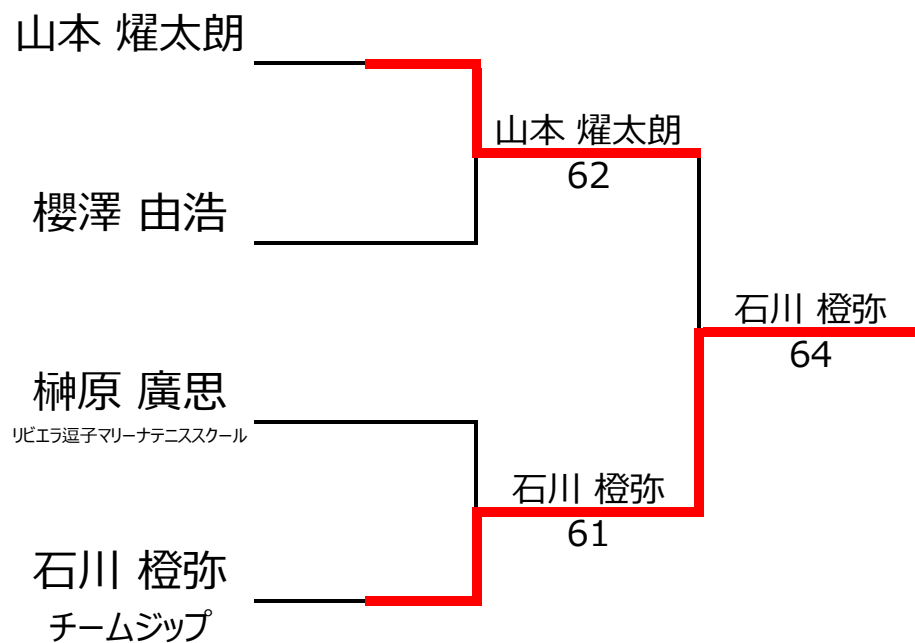 山本 燿太朗
山本 燿太朗
62
櫻澤 由浩
石川 橙弥
64
榊原 廣思
リビエラ逗子マリーナテニススクール
石川 橙弥
61
石川 橙弥
チームジップ